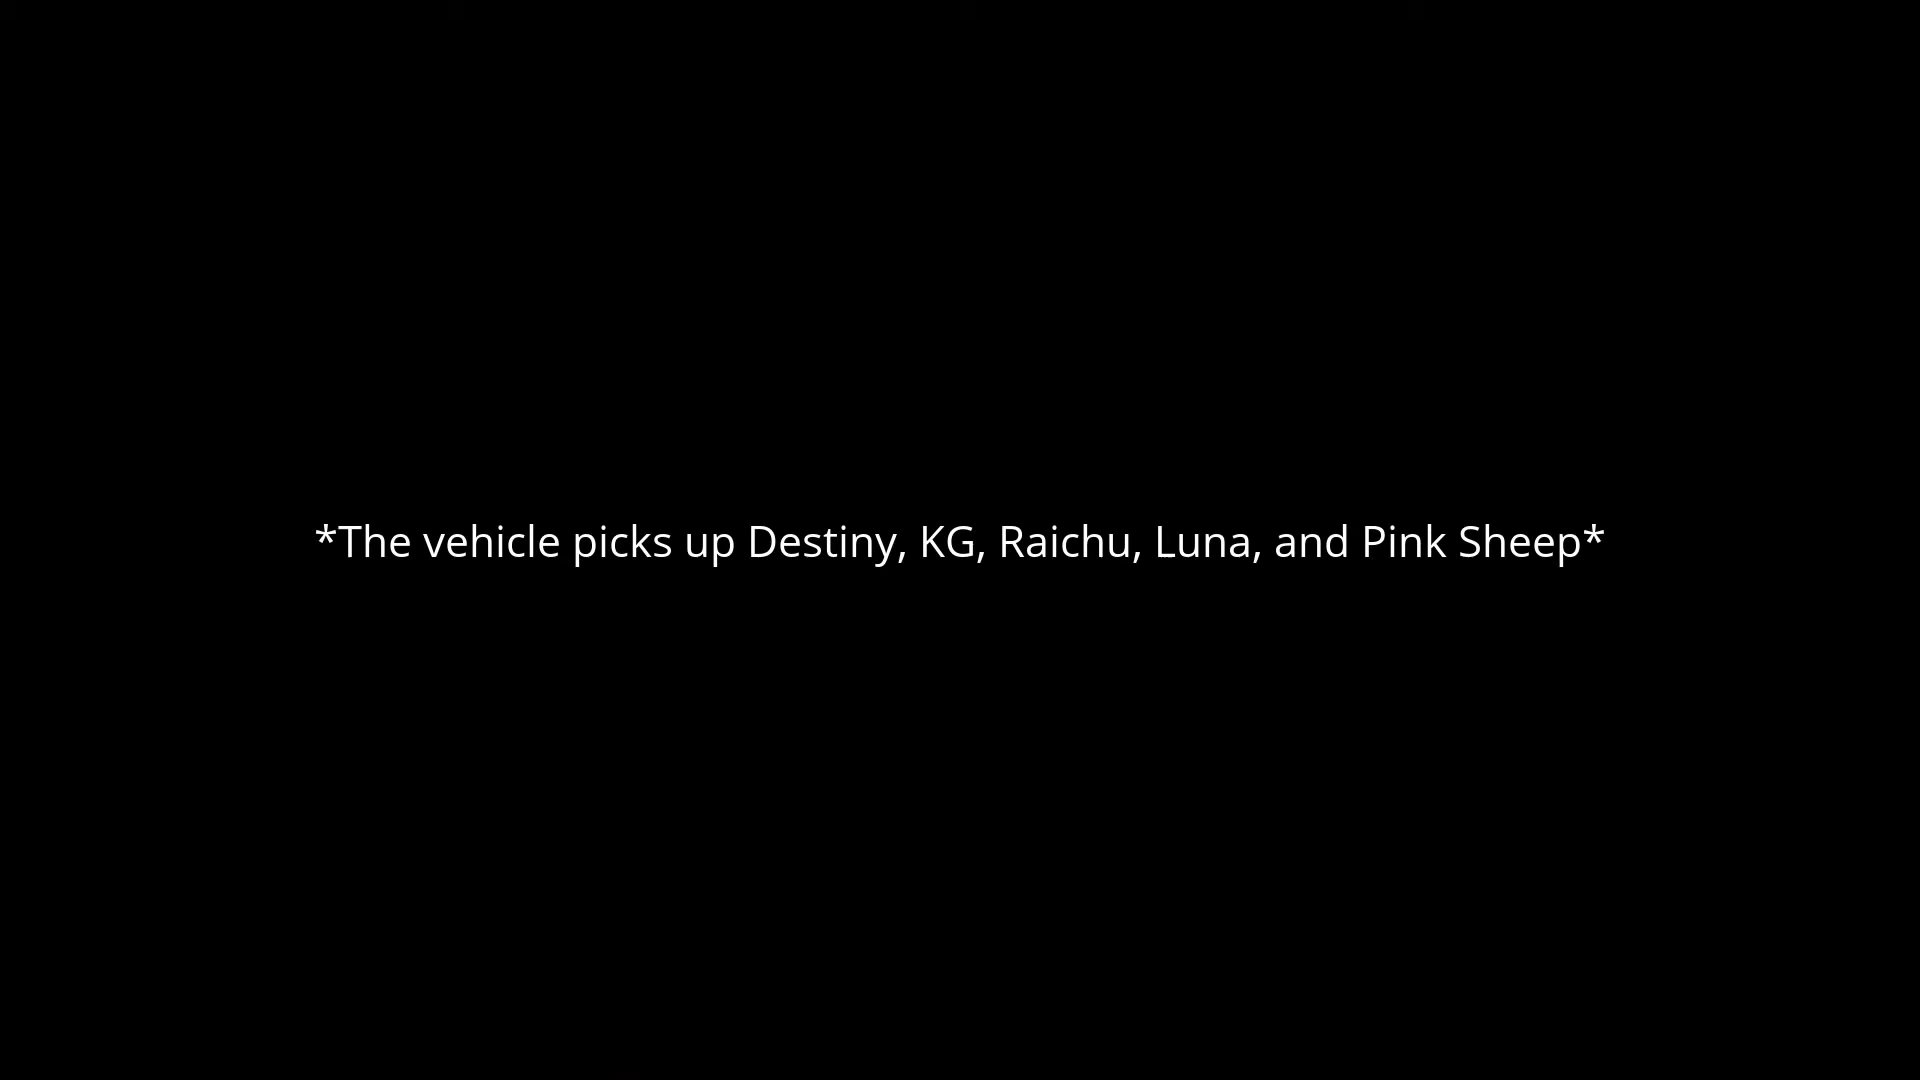 *The vehicle picks up Destiny, KG, Raichu, Luna, and Pink Sheep*